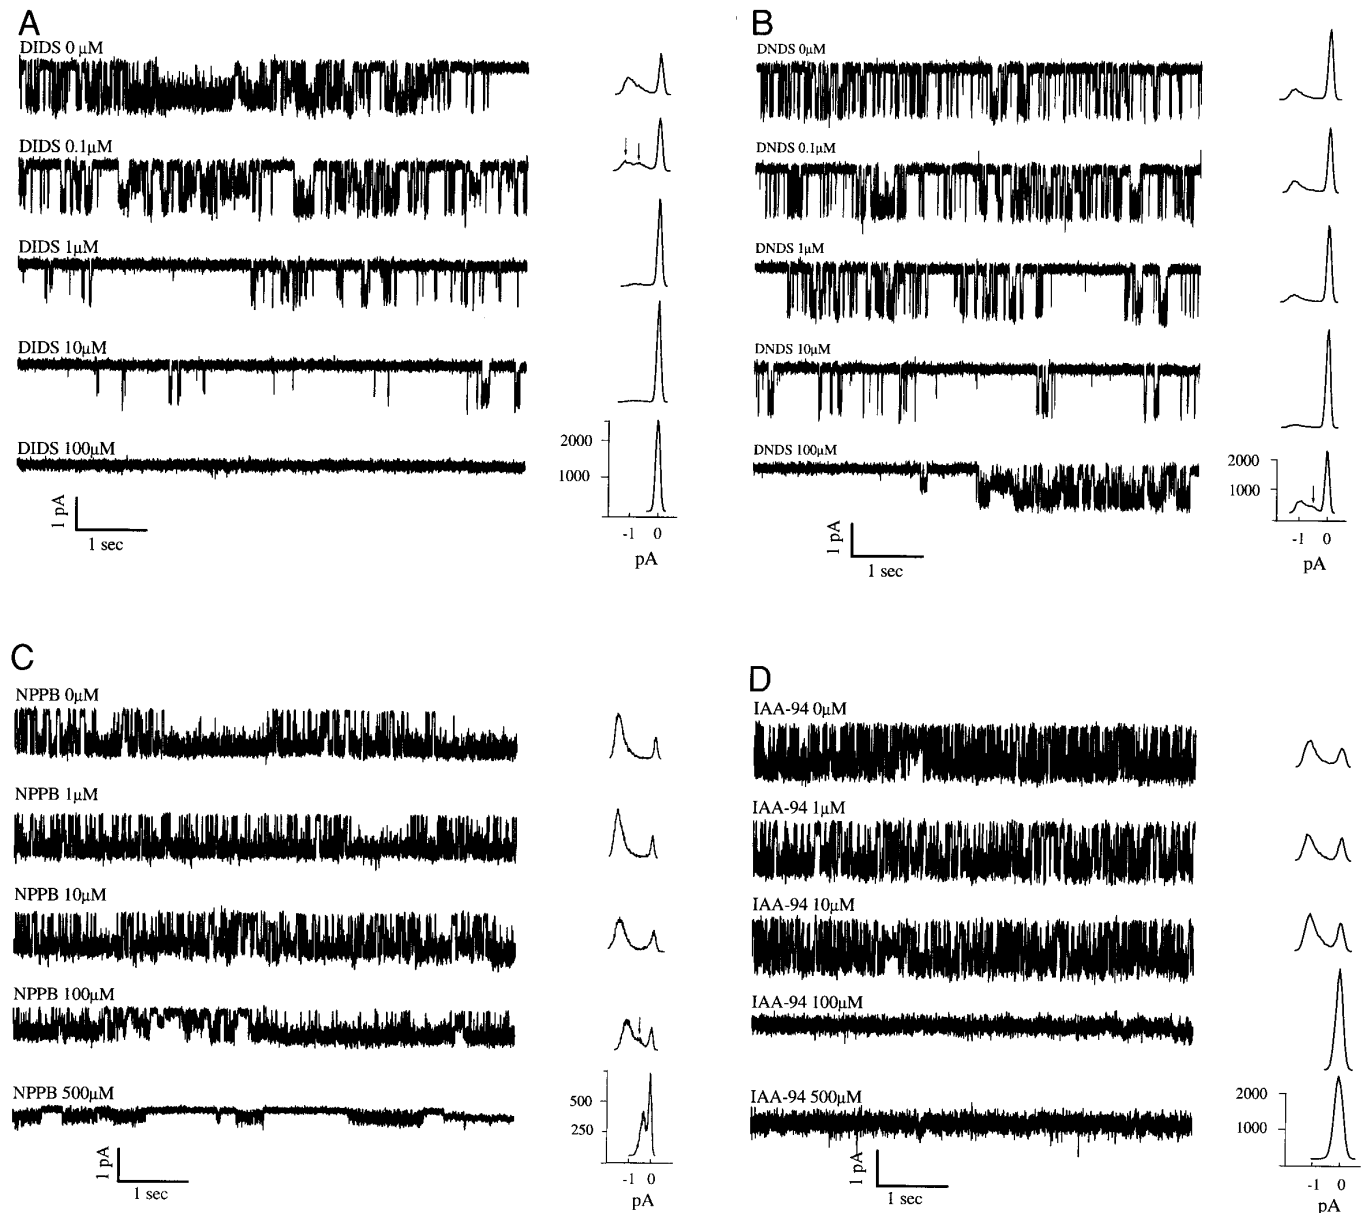 A
DIDS 0 µM
DIDS 0.1µM
DIDS 1µM
DIDS 10µM
DIDS 100µM
2000
1000
1 pA
1 sec
-1 0
pA
B
DNDS 0µM
DNDS 0.1µM
DNDS 1µM
DNDS 10µM
DNDS 100µM
2000
1000
1 pA
1 sec
-1 0
pA
C
NPPB 0µM
NPPB 1µM
NPPB 10µM
NPPB 100µM
NPPB 500µM
500
250
1 pA
1 sec
-1 0
pA
D
IAA-94 0µM
IAA-94 1µM
IAA-94 10µM
IAA-94 100µM
IAA-94 500µM
2000
1000
1 pA
1 sec
-1 0
pA